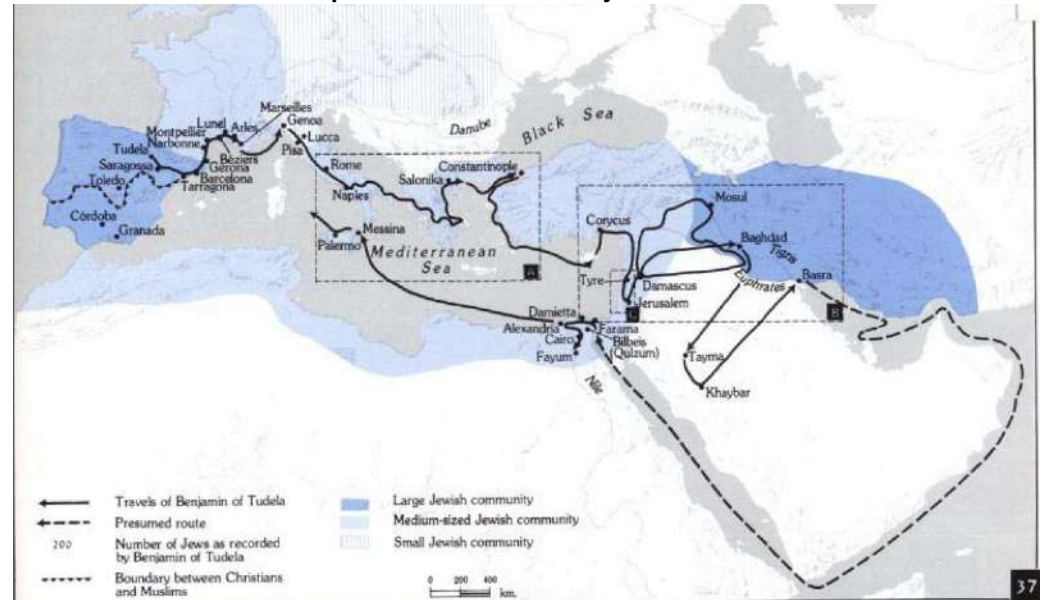 Marseilles
Genoa
Lunel
Arles
Montpellier
Narbonne
Lucca
Pisa
Béziers
Tudela
Gerona
Saragossa
Barcelona
Toledo
Tarragona
Córdoba
Granada
Danube
Black Sea
Rome
Constantinople
Salonika
Naples
Messina
Palermo
Mediterranean
Sea
A
Corycus
Mosul
Baghdad
Tigris
Tyre
Damascus
Euphrates
Basra
Jerusalem
C
B
Damietta
Alexandria
Farama
Cairo
Bilbeis
(Qulzum)
Fayum
Tayma
Khaybar
Nile
Travels of Benjamin of Tudela
Presumed route
200 Number of Jews as recorded
by Benjamin of Tudela
Boundary between Christians
and Muslims
Large Jewish community
Medium-sized Jewish community
Small Jewish community
0 200 400
km.
37